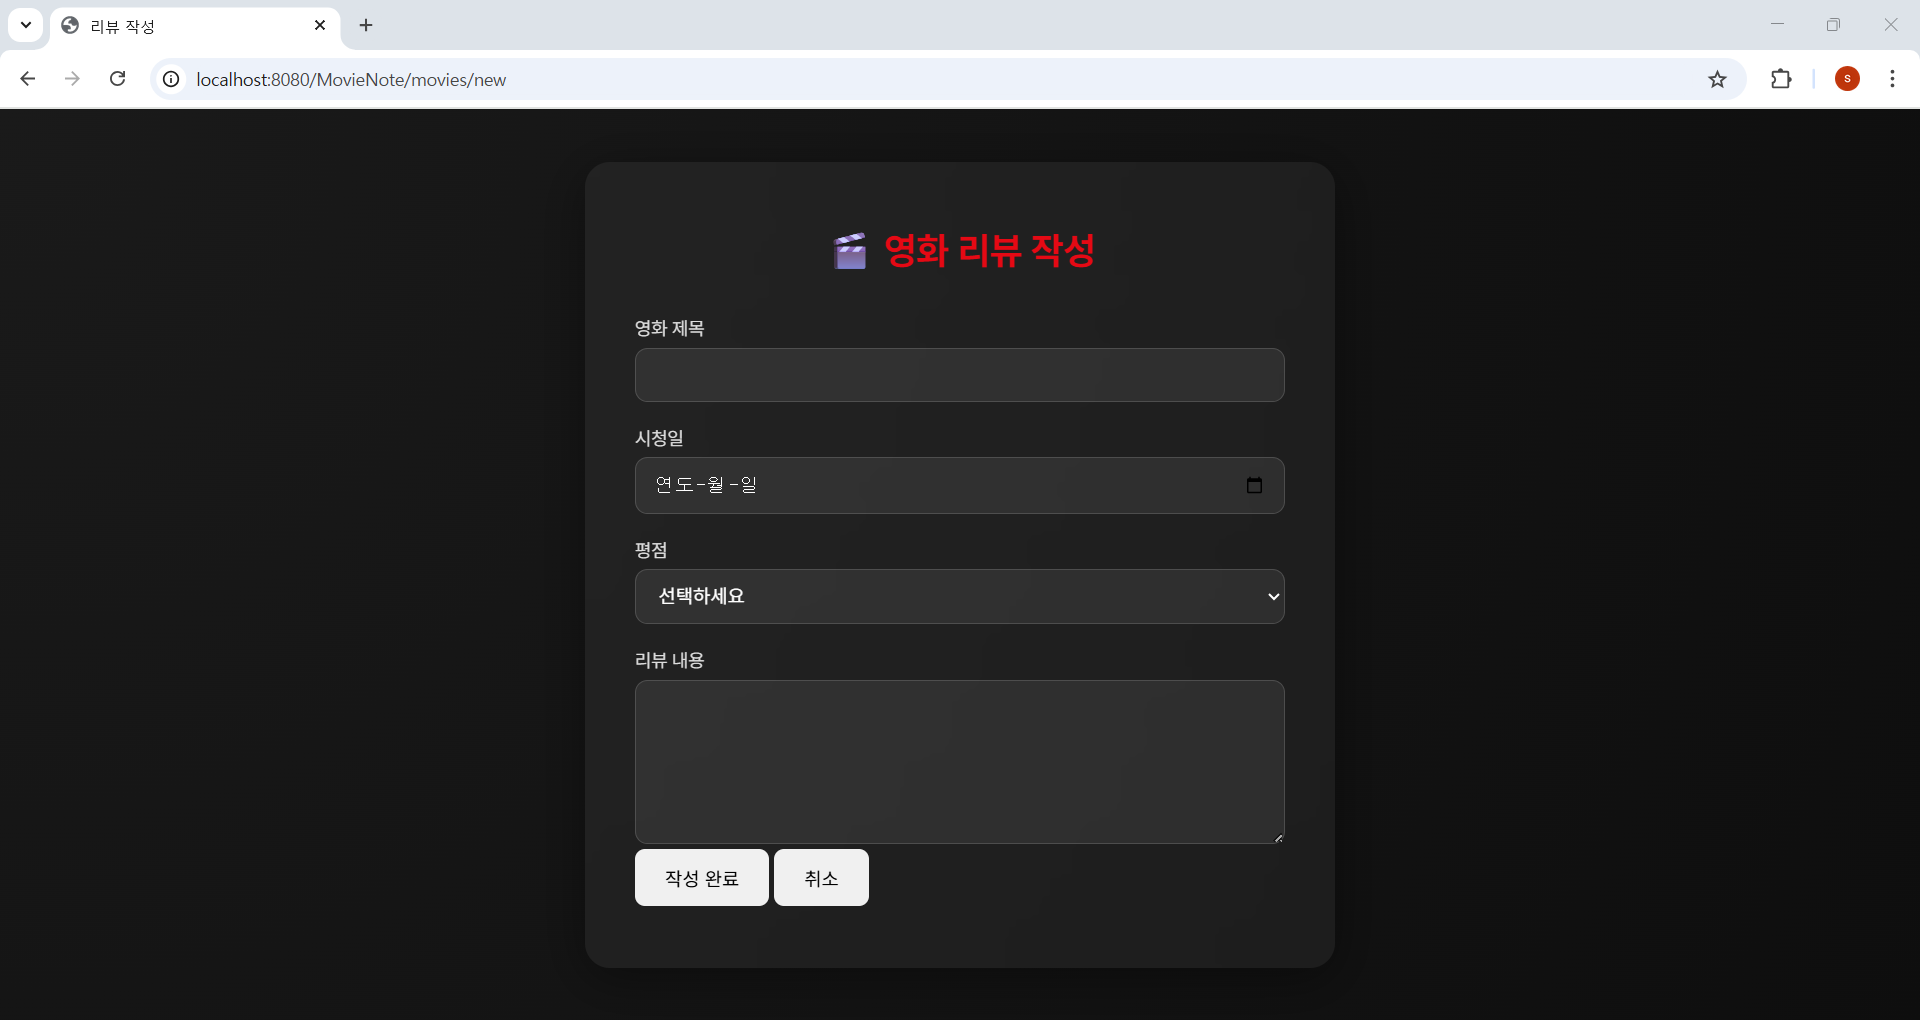 리뷰 작성
localhost:8080/MovieNote/movies/new
S
영화 리뷰 작성
영화 제목
시청일
연도-월-일
평점
선택하세요
리뷰 내용
작성 완료 취소